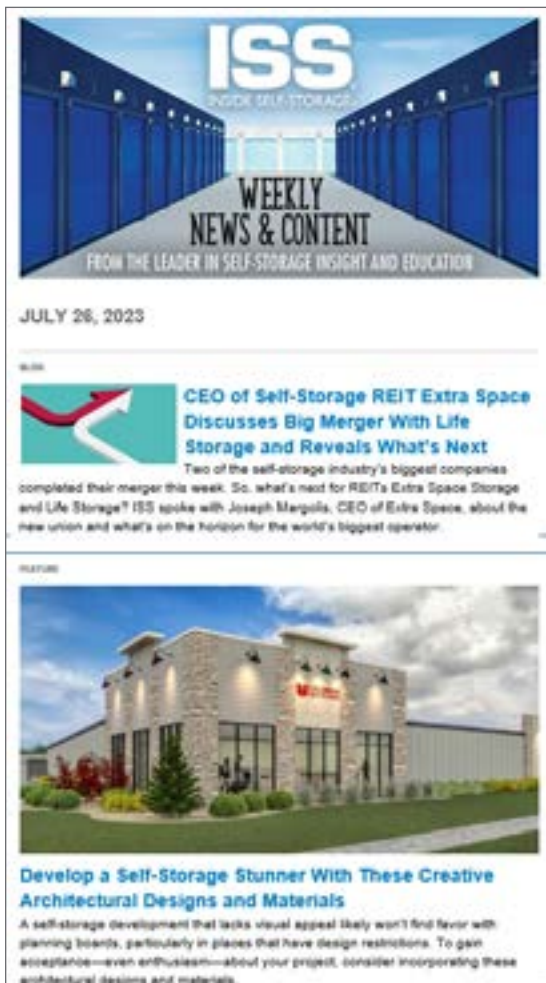 ISS
INSIDE SELF-STORAGE
WEEKLY
NEWS & CONTENT
FROM THE LEADER IN SELF-STORAGE INSIGHT AND EDUCATION
JULY 26, 2023
BLOG
CEO of Self-Storage REIT Extra Space
Discusses Big Merger With Life
Storage and Reveals What's Next
Two of the self-storage industry's biggest companies
completed their merger this week. So, what's next for REITs Extra Space Storage
and Life Storage? ISS spoke with Joseph Margolis, CEO of Extra Space, about the
new union and what's on the horizon for the world's biggest operator.
FEATURE
Develop a Self-Storage Stunner With These Creative
Architectural Designs and Materials
A self-storage development that lacks visual appeal likely won't find favor with
planning boards, particularly in places that have design restrictions. To gain
acceptance—even enthusiasm—about your project, consider incorporating these
architectural designs and materials.